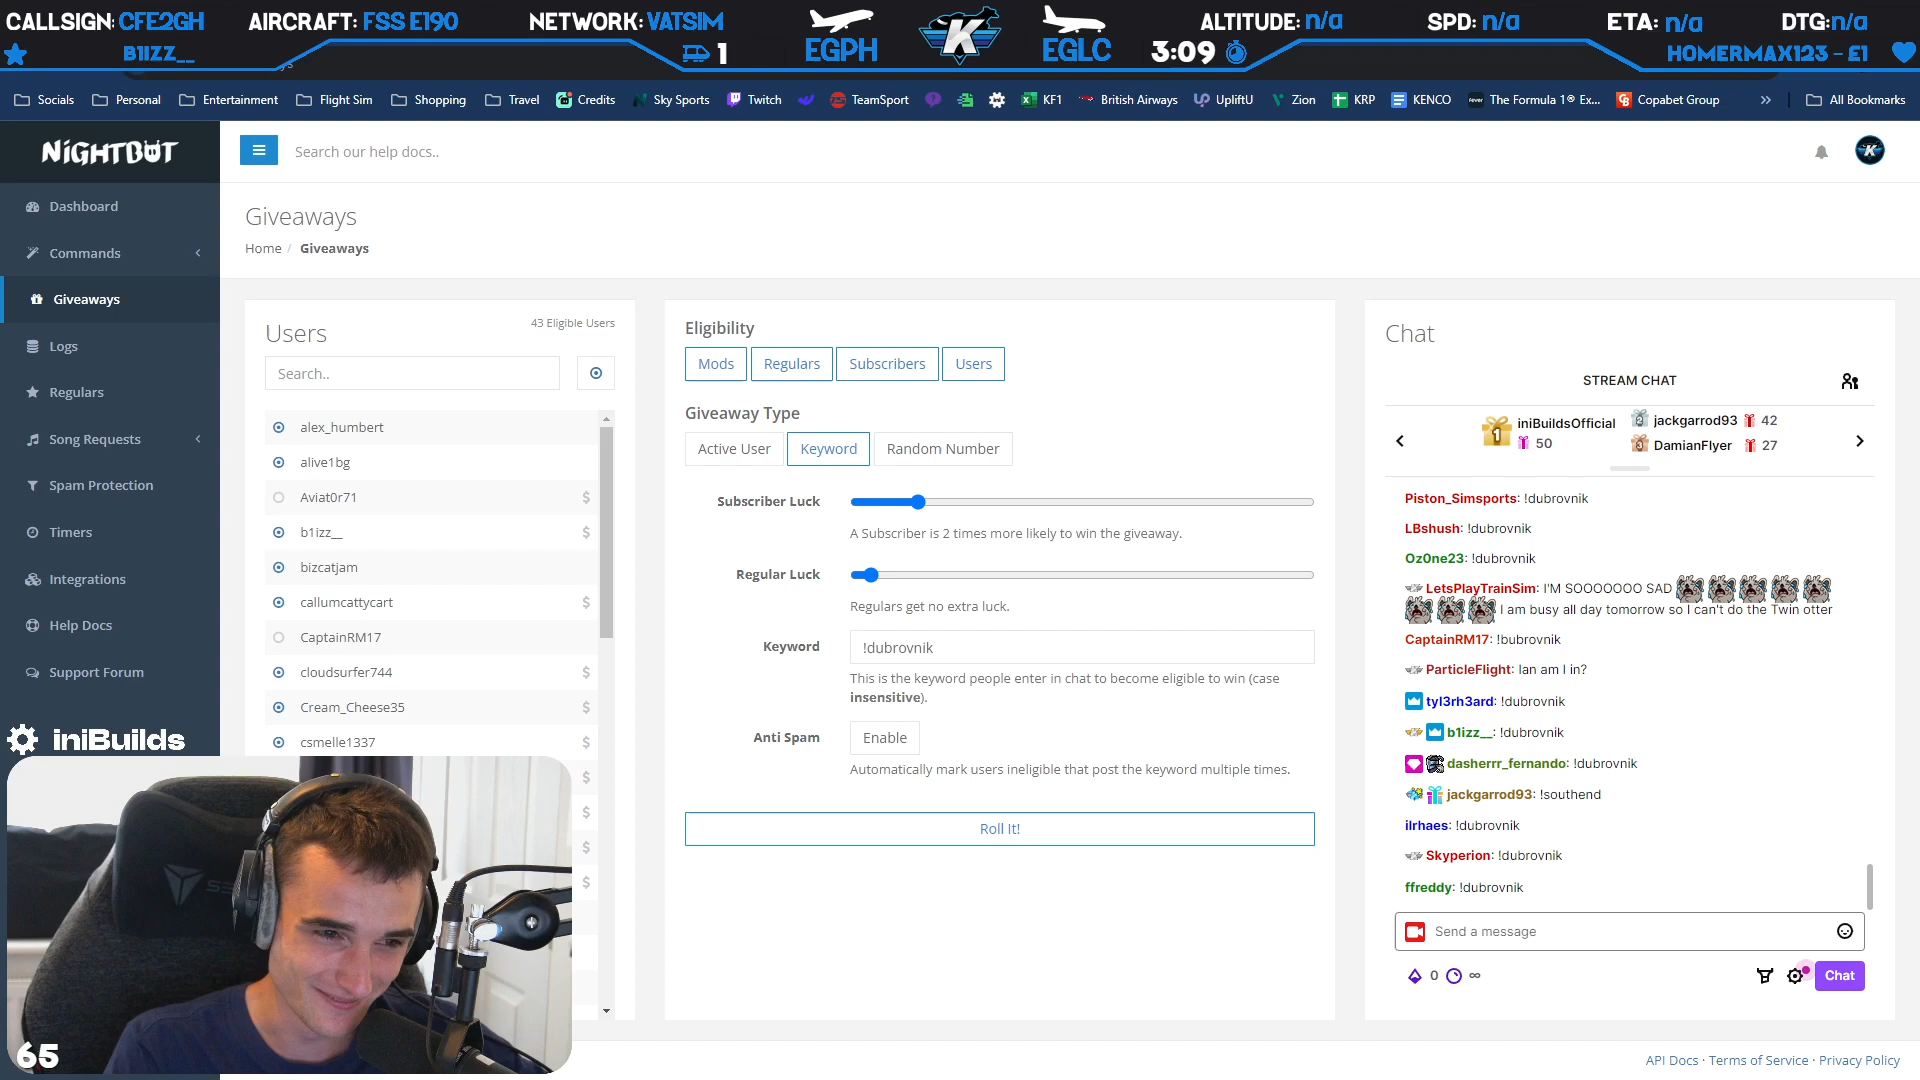 CALLSIGN: CFE2GH
AIRCRAFT: FSS E190
NETWORK: VATSIM
EGPH
EGLC
ALTITUDE: n/a
SPD: n/a
ETA: n/a
DTG:n/a
B1IZZ__
1
3:09
HOMERMAX123 - £1
Socials
Personal
Entertainment
Flight Sim
Shopping
Travel
Credits
Sky Sports
Twitch
TeamSport
KF1
British Airways
UpliftU
Zion
KRP
KENCO
The Formula 1® Ex...
Copabet Group
All Bookmarks
NIGHTBOT
Search our help docs..
Dashboard
Commands
Giveaways
Logs
Regulars
Song Requests
Spam Protection
Timers
Integrations
Help Docs
Support Forum
iniBuilds
65
Giveaways
Home / Giveaways
Users
43 Eligible Users
Search..
alex_humbert
alive1bg
Aviat0r71 $
b1izz__ $
bizcatjam
callumcattycart $
CaptainRM17
cloudsurfer744 $
Cream_Cheese35 $
csmelle1337 $
$
$
$
$
Eligibility
Mods
Regulars
Subscribers
Users
Giveaway Type
Active User
Keyword
Random Number
Subscriber Luck
A Subscriber is 2 times more likely to win the giveaway.
Regular Luck
Regulars get no extra luck.
Keyword
!dubrovnik
This is the keyword people enter in chat to become eligible to win (case
insensitive).
Anti Spam
Enable
Automatically mark users ineligible that post the keyword multiple times.
Roll It!
Chat
STREAM CHAT
1 iniBuildsOfficial
50
2 jackgarrod93 42
3 DamianFlyer 27
Piston_Simsports: !dubrovnik
LBshush: !dubrovnik
Oz0ne23: !dubrovnik
LetsPlayTrainSim: I'M SOOOOOOO SAD
I am busy all day tomorrow so I can't do the Twin otter
CaptainRM17: !bubrovnik
ParticleFlight: Ian am I in?
tyl3rh3ard: !dubrovnik
b1izz__: !dubrovnik
dasherrr_fernando: !dubrovnik
jackgarrod93: !southend
ilrhaes: !dubrovnik
Skyperion: !dubrovnik
ffreddy: !dubrovnik
Send a message
0
∞
Chat
API Docs · Terms of Service · Privacy Policy